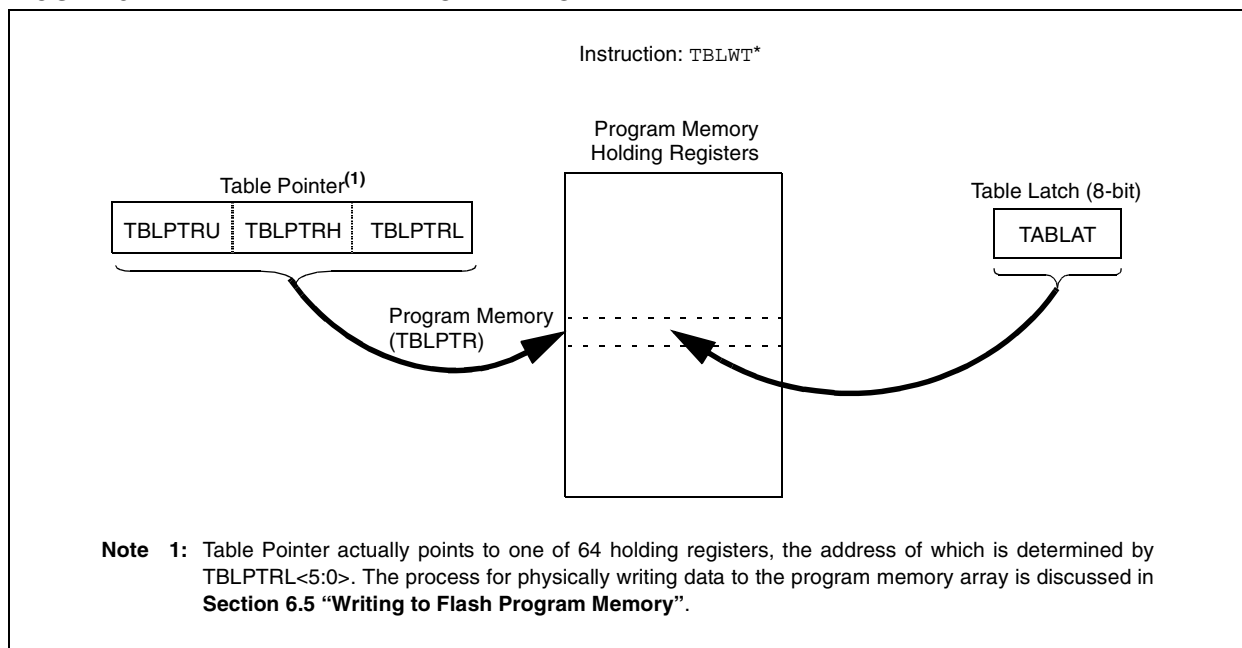 Instruction: TBLWT*
Program Memory
Holding Registers
Table Pointer(1)
Table Latch (8-bit)
TBLPTRU TBLPTRH TBLPTRL
TABLAT
Program Memory
(TBLPTR)
Note 1: Table Pointer actually points to one of 64 holding registers, the address of which is determined by
TBLPTRL<5:0>. The process for physically writing data to the program memory array is discussed in
Section 6.5 “Writing to Flash Program Memory”.